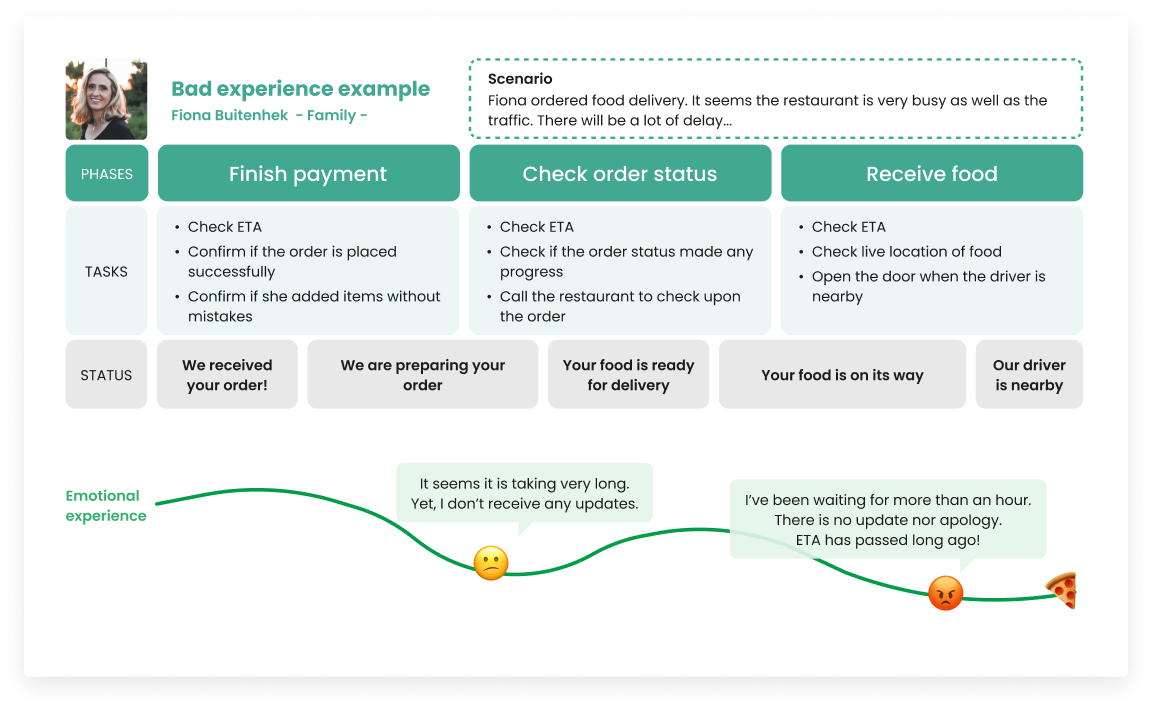 Bad experience example
Fiona Buitenhek - Family -
Scenario
Fiona ordered food delivery. It seems the restaurant is very busy as well as the
traffic. There will be a lot of delay...
PHASES
Finish payment
Check order status
Receive food
TASKS
• Check ETA
• Confirm if the order is placed
successfully
• Confirm if she added items without
mistakes
• Check ETA
• Check if the order status made any
progress
• Call the restaurant to check upon
the order
• Check ETA
• Check live location of food
• Open the door when the driver is
nearby
STATUS
We received
your order!
We are preparing your
order
Your food is ready
for delivery
Your food is on its way
Our driver
is nearby
Emotional
experience
It seems it is taking very long.
Yet, I don’t receive any updates.
I’ve been waiting for more than an hour.
There is no update nor apology.
ETA has passed long ago!